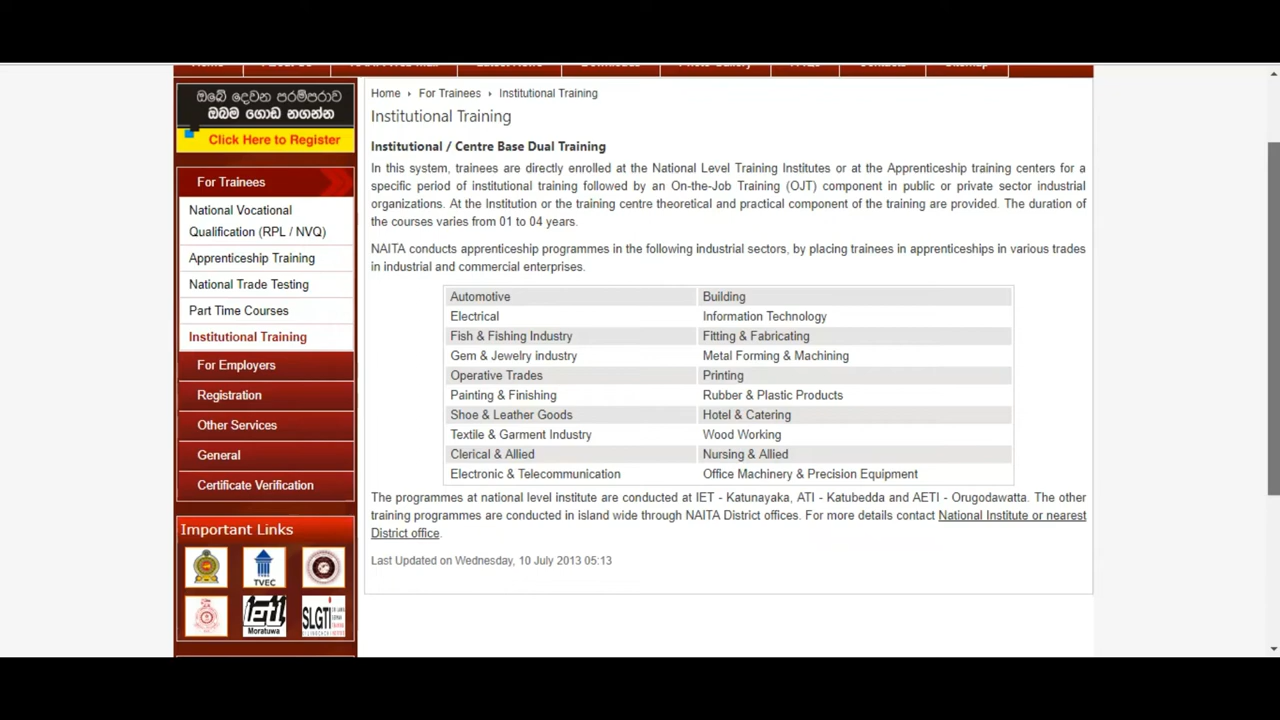 ඔබේ දෙවන පරම්පරාව
ඔබම ගොඩ නගන්න
Click Here to Register
For Trainees
National Vocational
Qualification (RPL / NVQ)
Apprenticeship Training
National Trade Testing
Part Time Courses
Institutional Training
For Employers
Registration
Other Services
General
Certificate Verification
Important Links
TVEC
IETI
Moratuwa
SLGTI
Home › For Trainees › Institutional Training
Institutional Training
Institutional / Centre Base Dual Training
In this system, trainees are directly enrolled at the National Level Training Institutes or at the Apprenticeship training centers for a
specific period of institutional training followed by an On-the-Job Training (OJT) component in public or private sector industrial
organizations. At the Institution or the training centre theoretical and practical component of the training are provided. The duration of
the courses varies from 01 to 04 years.
NAITA conducts apprenticeship programmes in the following industrial sectors, by placing trainees in apprenticeships in various trades
in industrial and commercial enterprises.
Automotive Building
Electrical Information Technology
Fish & Fishing Industry Fitting & Fabricating
Gem & Jewelry industry Metal Forming & Machining
Operative Trades Printing
Painting & Finishing Rubber & Plastic Products
Shoe & Leather Goods Hotel & Catering
Textile & Garment Industry Wood Working
Clerical & Allied Nursing & Allied
Electronic & Telecommunication Office Machinery & Precision Equipment
The programmes at national level institute are conducted at IET - Katunayaka, ATI - Katubedda and AETI - Orugodawatta. The other
training programmes are conducted in island wide through NAITA District offices. For more details contact National Institute or nearest
District office.
Last Updated on Wednesday, 10 July 2013 05:13